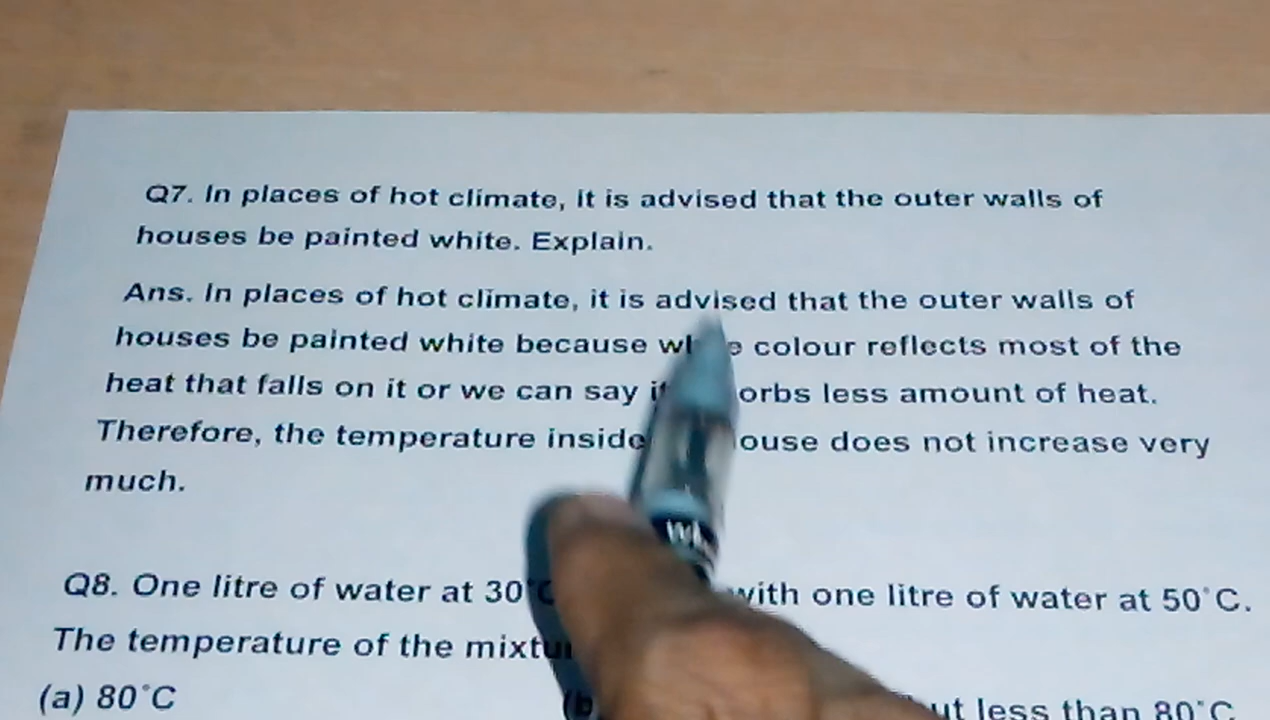 Q7. In places of hot climate, it is advised that the outer walls of
houses be painted white. Explain.
Ans. In places of hot climate, it is advised that the outer walls of
houses be painted white because colour reflects most of the
heat that falls on it or we can say less amount of heat.
Therefore, the temperature inside does not increase very
much.
Q8. One litre of water at 30°C with one litre of water at 50°C.
The temperature of the
(a) 80°C less than 80°C